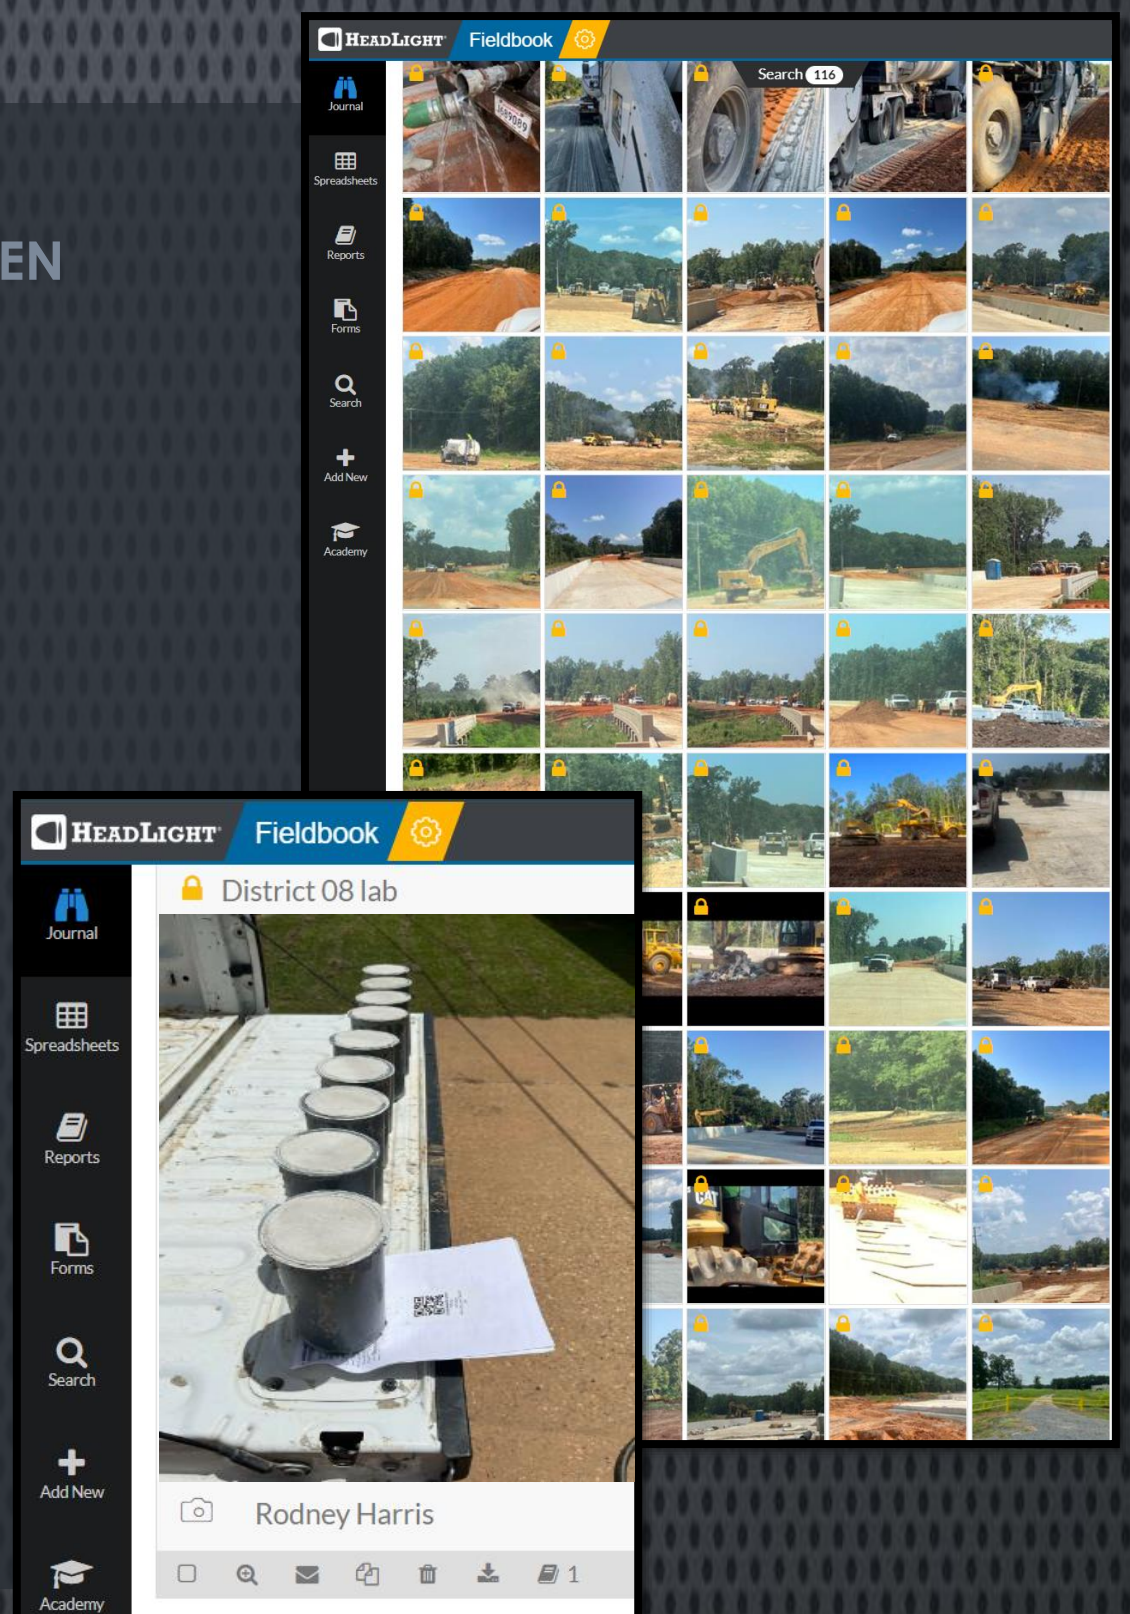 HEADLIGHT Fieldbook
Search 116
Journal
Spreadsheets
Reports
Forms
Search
Add New
Academy
EN
CAT
HEADLIGHT Fieldbook
District 08 lab
Journal
Spreadsheets
Reports
Forms
Search
Add New
Academy
Rodney Harris
1